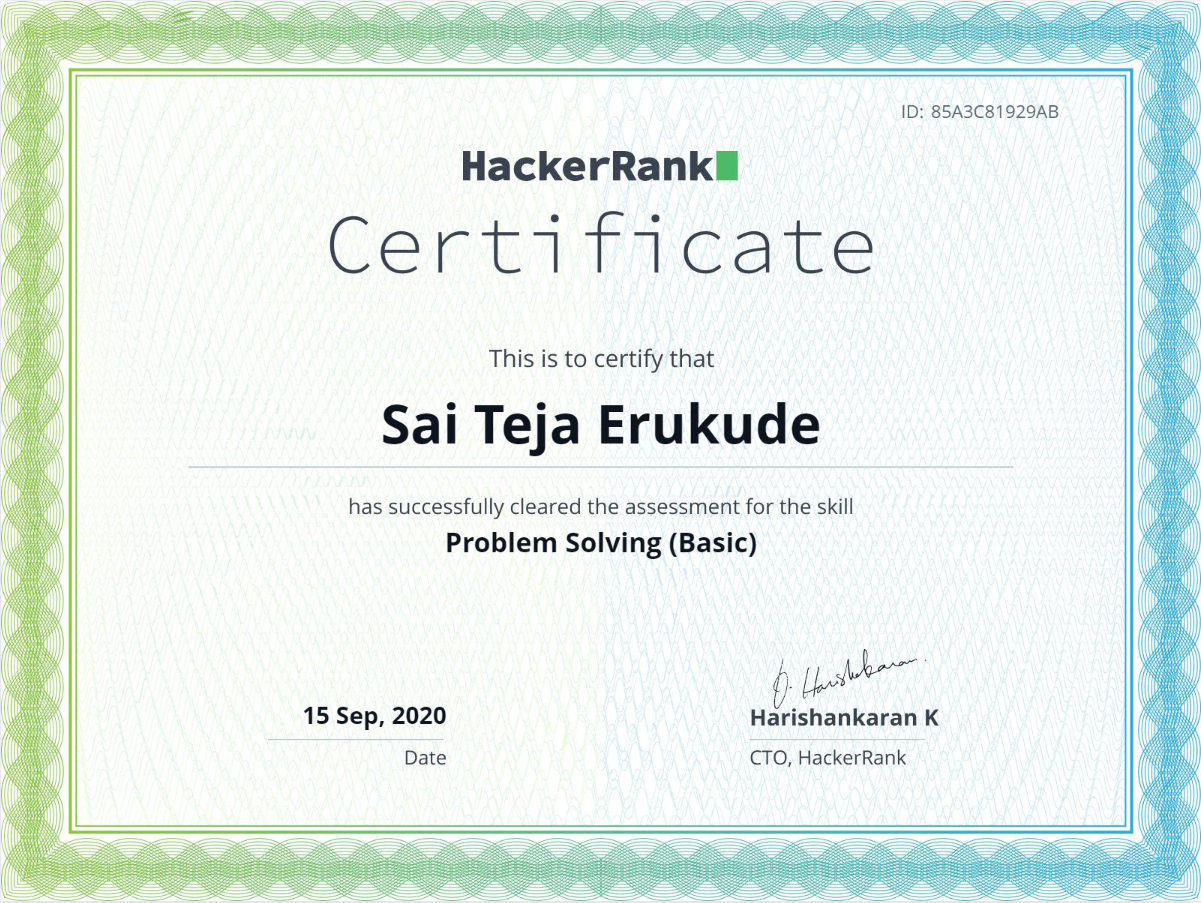 ID: 85A3C81929AB
HackerRank
Certificate
This is to certify that
Sai Teja Erukude
has successfully cleared the assessment for the skill
Problem Solving (Basic)
15 Sep, 2020
Date
Harishankaran
Harishankaran K
CTO, HackerRank